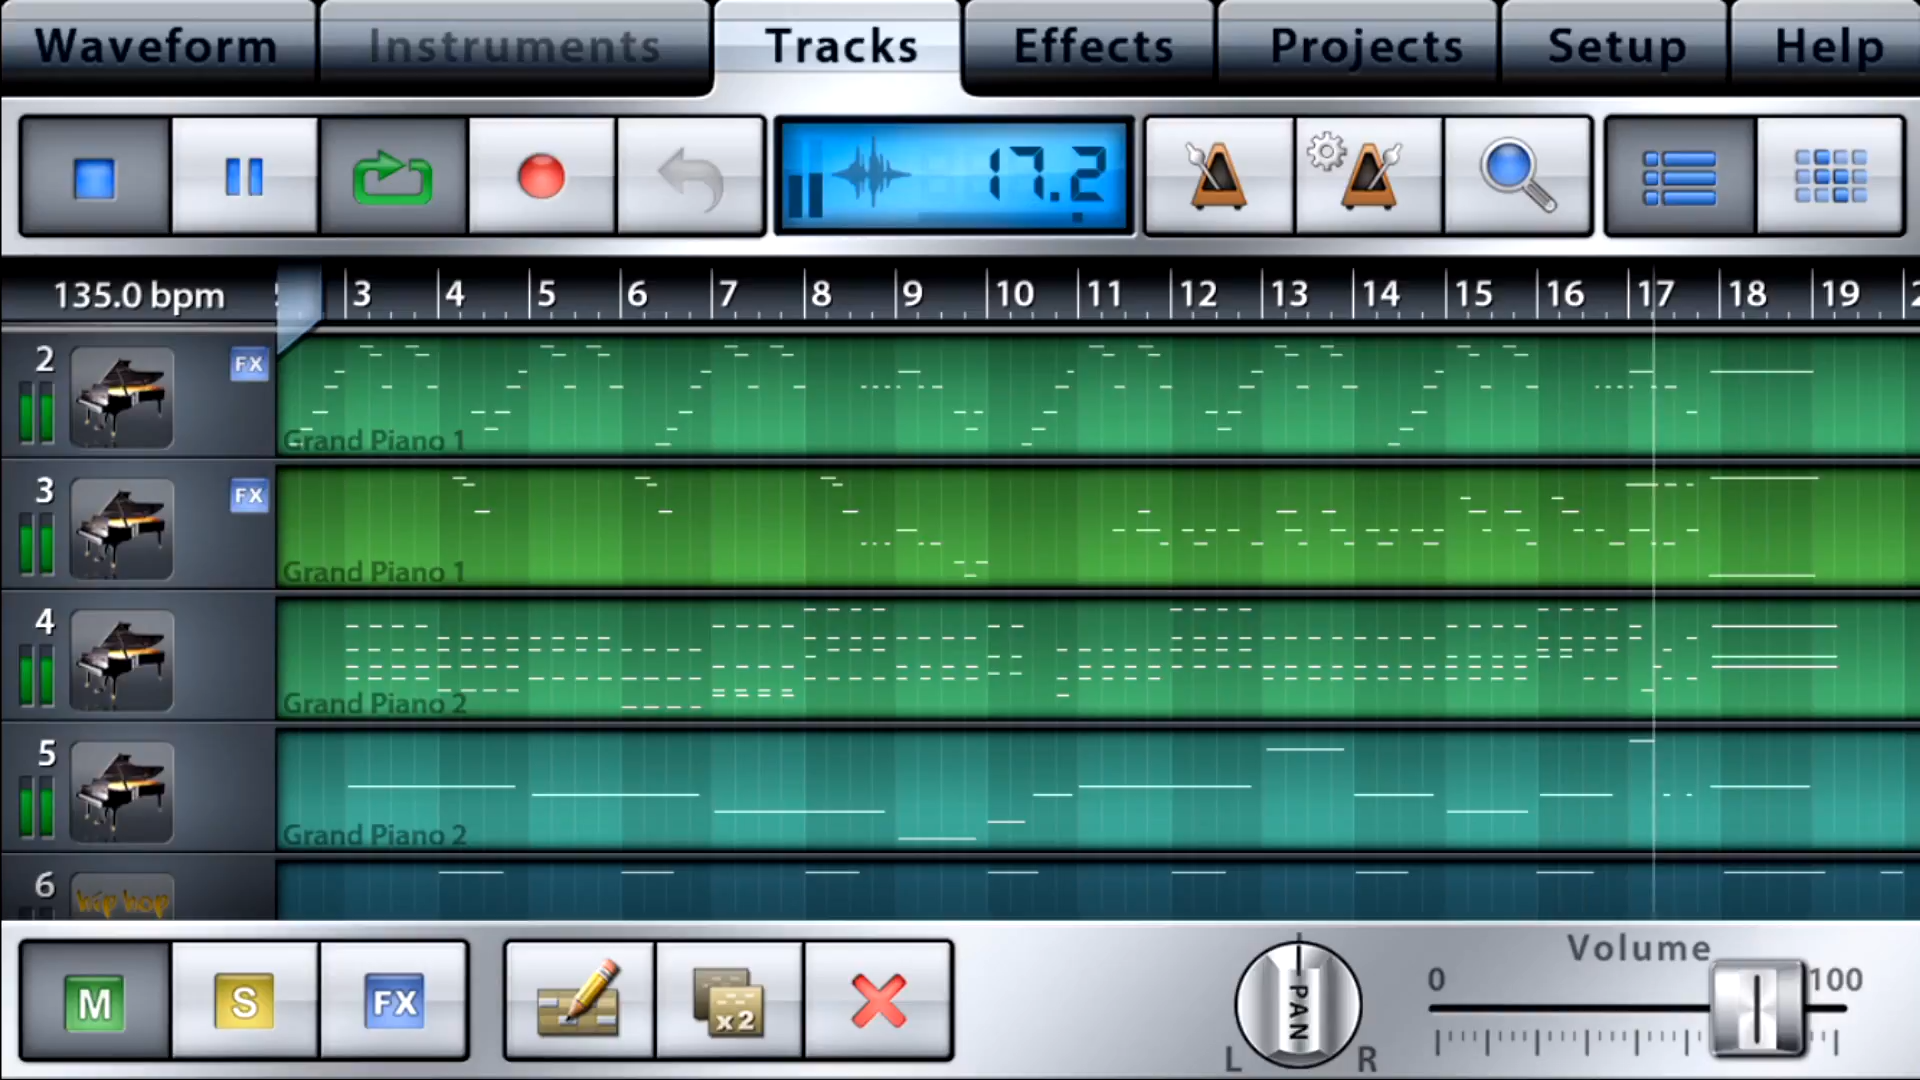 Waveform Instruments Tracks Effects Projects Setup Help
17.2
135.0 bpm 3 4 5 6 7 8 9 10 11 12 13 14 15 16 17 18 19
2 FX
Grand Piano 1
3 FX
Grand Piano 1
4
Grand Piano 2
5
Grand Piano 2
6 hip hop
Volume
0 100
M S FX x2 PAN
L R